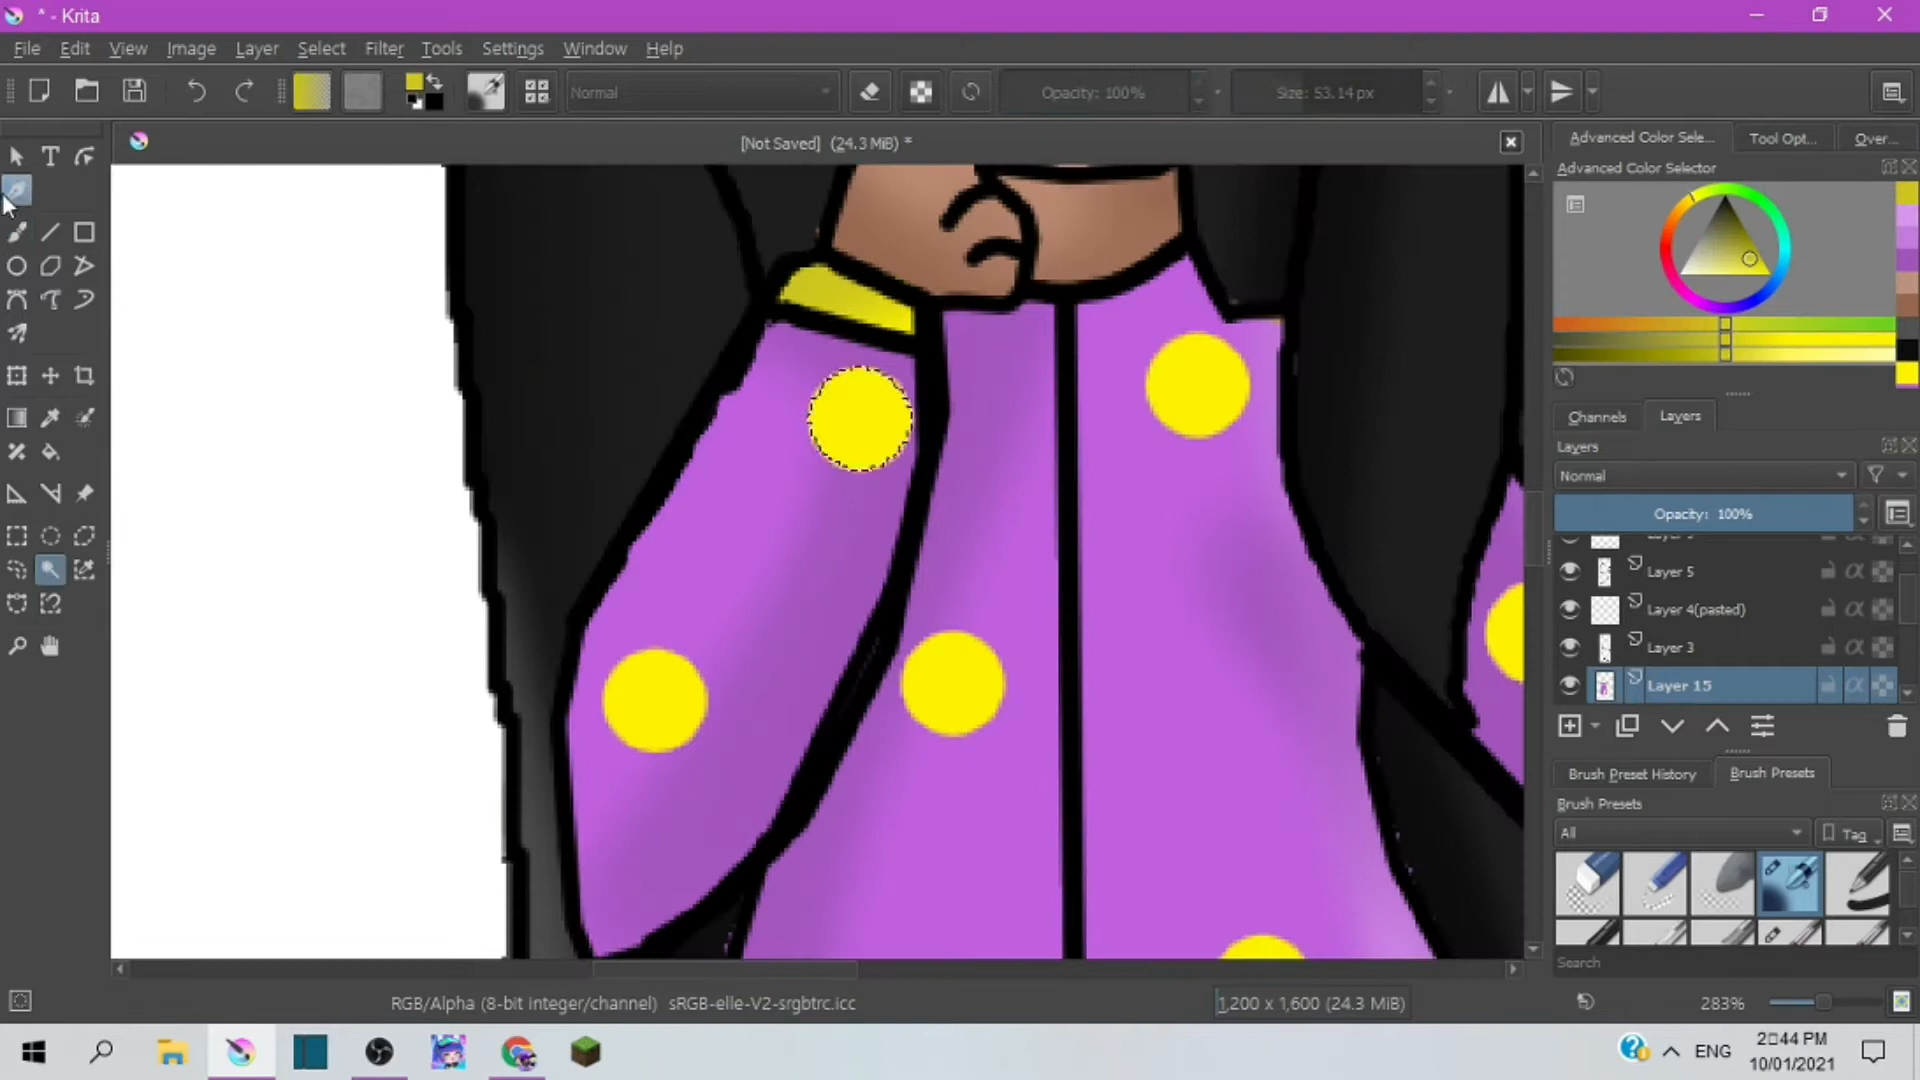 * - Krita
File Edit View Image Layer Select Filter Tools Settings Window Help
Normal
Opacity: 100%
Size: 53.14 px
[Not Saved] (24.3 MiB) *
Advanced Color Sele... Tool Opt... Over...
Advanced Color Selector
Channels Layers
Layers
Normal
Opacity: 100%
Layer 5
Layer 4(pasted)
Layer 3
Layer 15
Brush Preset History Brush Presets
Brush Presets
All
Tag
Search
RGB/Alpha (8-bit integer/channel) sRGB-elle-V2-srgbtrc.icc
1,200 x 1,600 (24.3 MiB)
283%
ENG
2:44 PM
10/01/2021